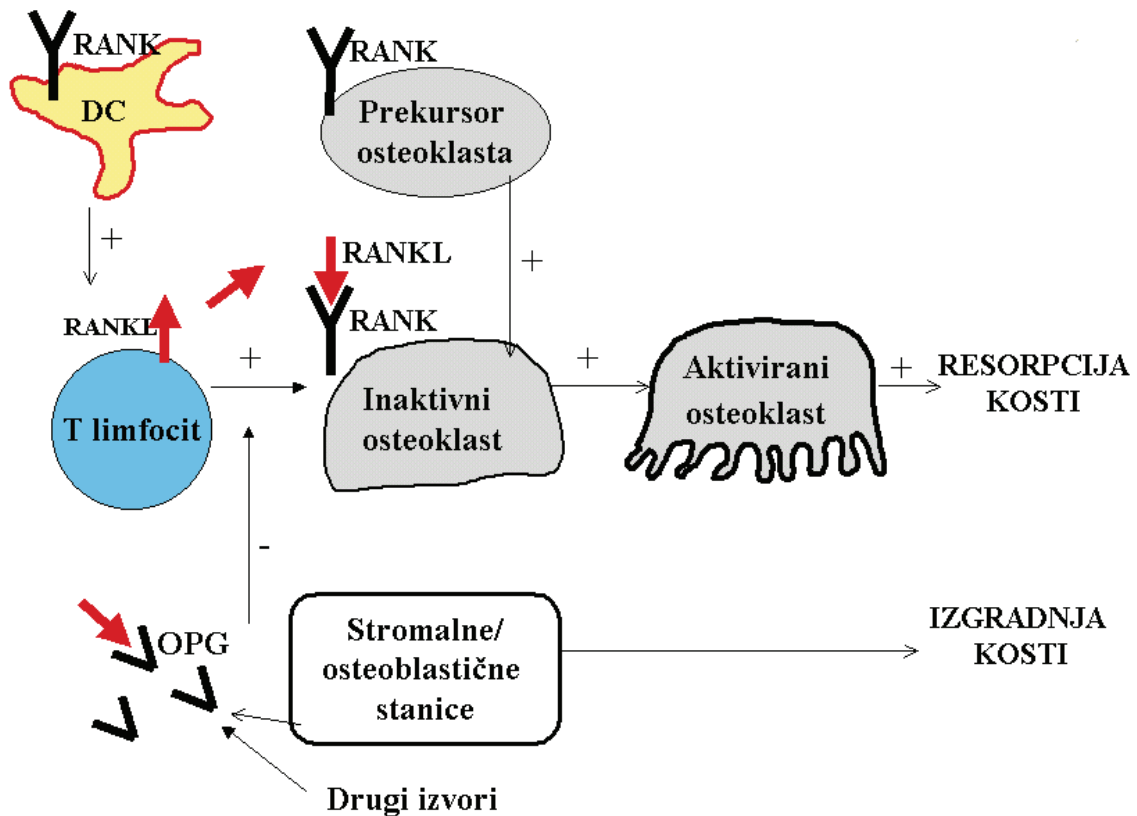 RANK
DC
RANK
Prekursor
osteoklasta
+
+
RANKL
RANKL
RANK
T limfocit
+
Inaktivni
osteoklast
+
Aktivirani
osteoklast
+
RESORPCIJA
KOSTI
-
OPG
Stromalne/
osteoblastične
stanice
IZGRADNJA
KOSTI
Drugi izvori